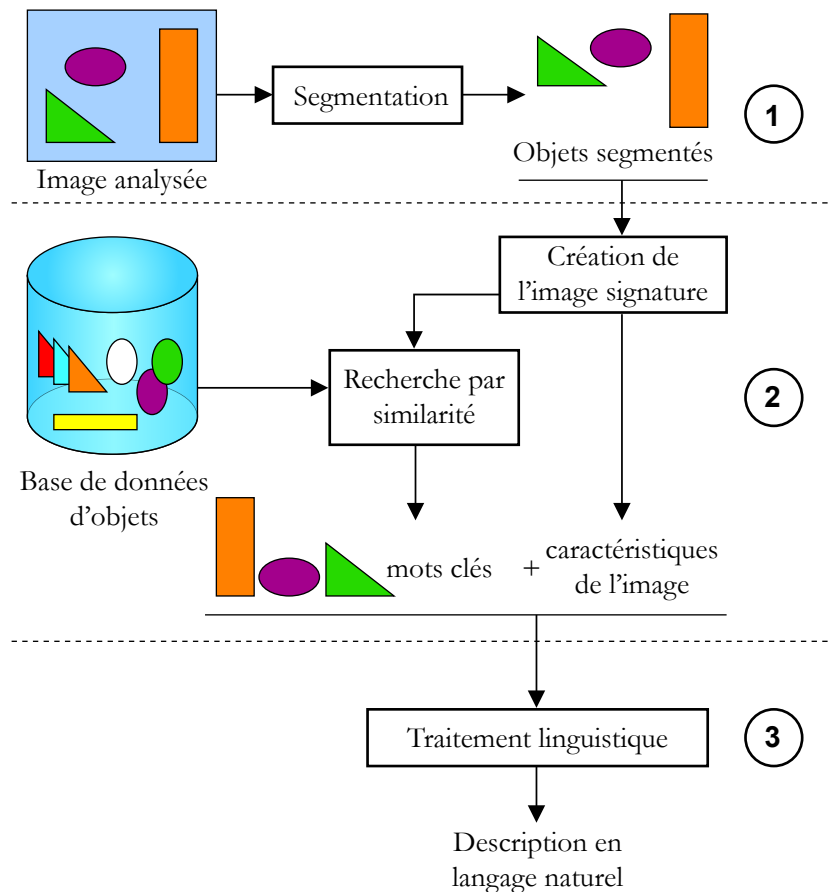 Segmentation
Image analysée
Objets segmentés
1
Création de
l'image signature
Recherche par
similarité
2
Base de données
d'objets
mots clés + caractéristiques
de l'image
Traitement linguistique
3
Description en
langage naturel